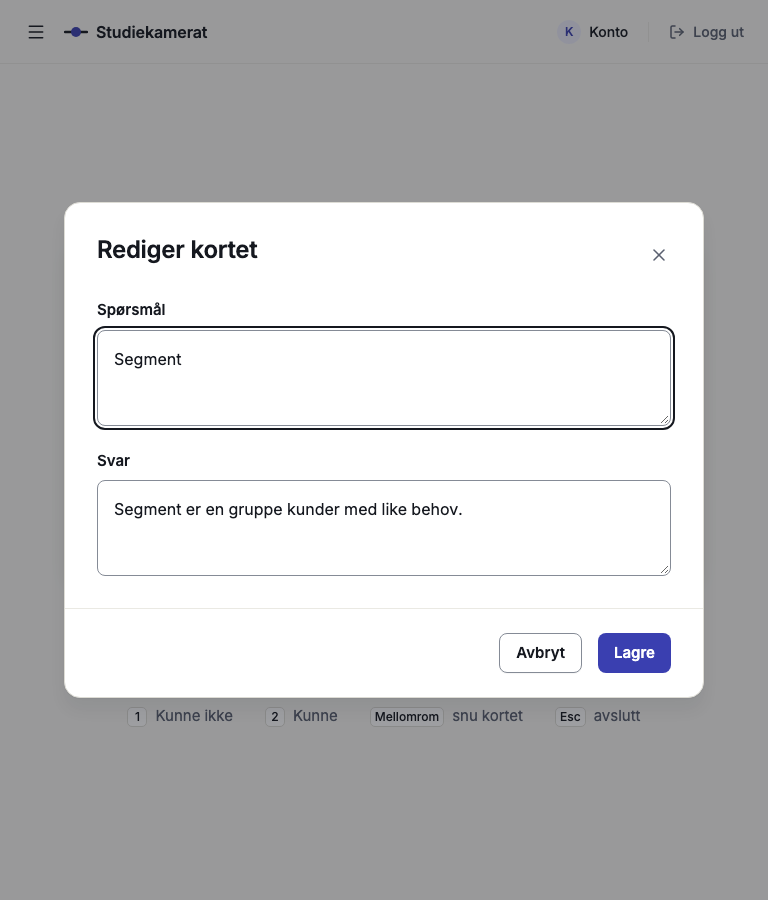 Studiekamerat
K Konto
Logg ut
Rediger kortet
Spørsmål
Segment
Svar
Segment er en gruppe kunder med like behov.
Avbryt
Lagre
1 Kunne ikke
2 Kunne
Mellomrom snu kortet
Esc avslutt